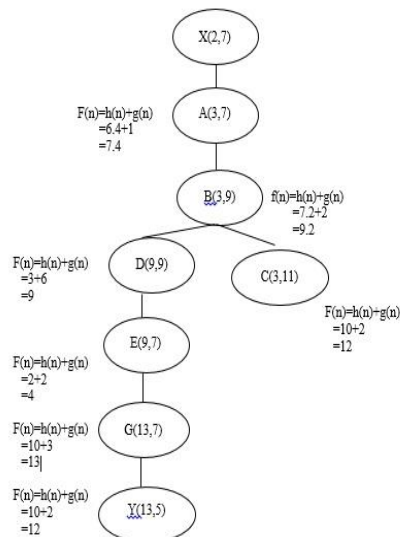 X(2,7)
F(n)=h(n)+g(n)
=6.4+1
=7.4
A(3,7)
B(3,9)
f(n)=h(n)+g(n)
=7.2+2
=9.2
F(n)=h(n)+g(n)
=3+6
=9
D(9,9)
C(3,11)
F(n)=h(n)+g(n)
=10+2
=12
E(9,7)
F(n)=h(n)+g(n)
=2+2
=4
F(n)=h(n)+g(n)
=10+3
=13
G(13,7)
F(n)=h(n)+g(n)
=10+2
=12
Y(13,5)